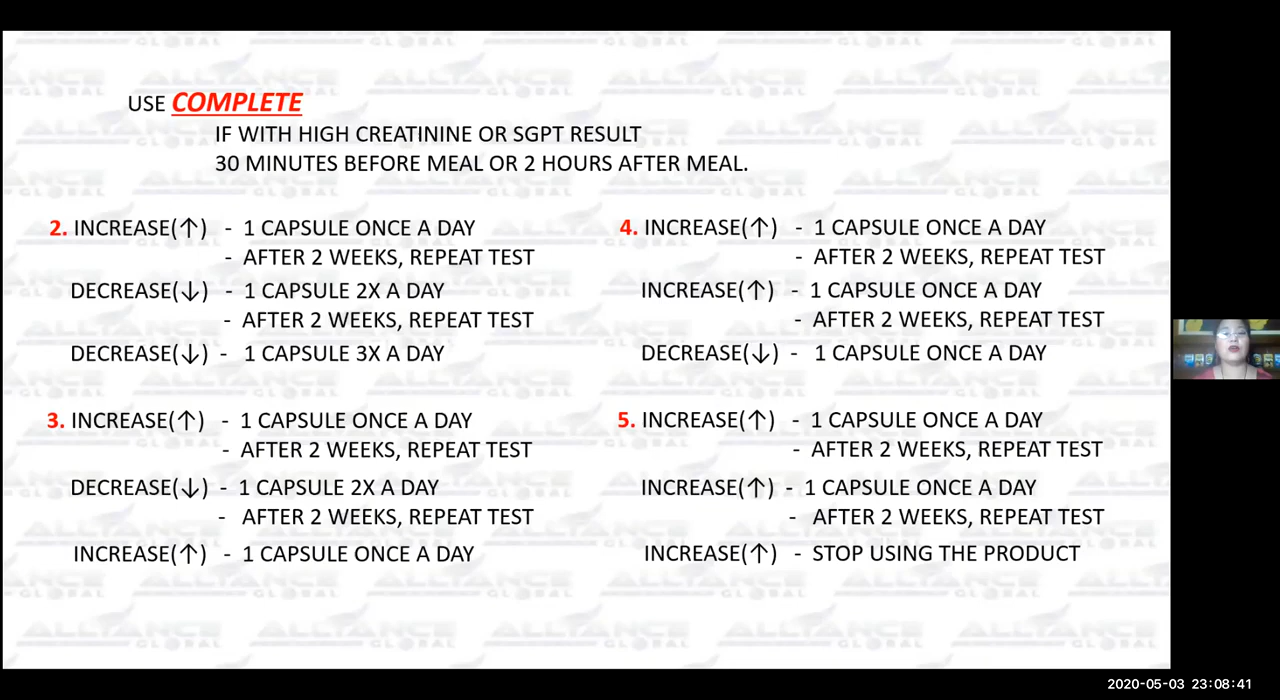 USE COMPLETE
IF WITH HIGH CREATININE OR SGPT RESULT
30 MINUTES BEFORE MEAL OR 2 HOURS AFTER MEAL.
2. INCREASE(↑) - 1 CAPSULE ONCE A DAY
- AFTER 2 WEEKS, REPEAT TEST
DECREASE(↓) - 1 CAPSULE 2X A DAY
- AFTER 2 WEEKS, REPEAT TEST
DECREASE(↓) - 1 CAPSULE 3X A DAY
3. INCREASE(↑) - 1 CAPSULE ONCE A DAY
- AFTER 2 WEEKS, REPEAT TEST
DECREASE(↓) - 1 CAPSULE 2X A DAY
- AFTER 2 WEEKS, REPEAT TEST
INCREASE(↑) - 1 CAPSULE ONCE A DAY
4. INCREASE(↑) - 1 CAPSULE ONCE A DAY
- AFTER 2 WEEKS, REPEAT TEST
INCREASE(↑) - 1 CAPSULE ONCE A DAY
- AFTER 2 WEEKS, REPEAT TEST
DECREASE(↓) - 1 CAPSULE ONCE A DAY
5. INCREASE(↑) - 1 CAPSULE ONCE A DAY
- AFTER 2 WEEKS, REPEAT TEST
INCREASE(↑) - 1 CAPSULE ONCE A DAY
- AFTER 2 WEEKS, REPEAT TEST
INCREASE(↑) - STOP USING THE PRODUCT
ALLIANCE
GLOBAL
2020-05-03 23:08:41